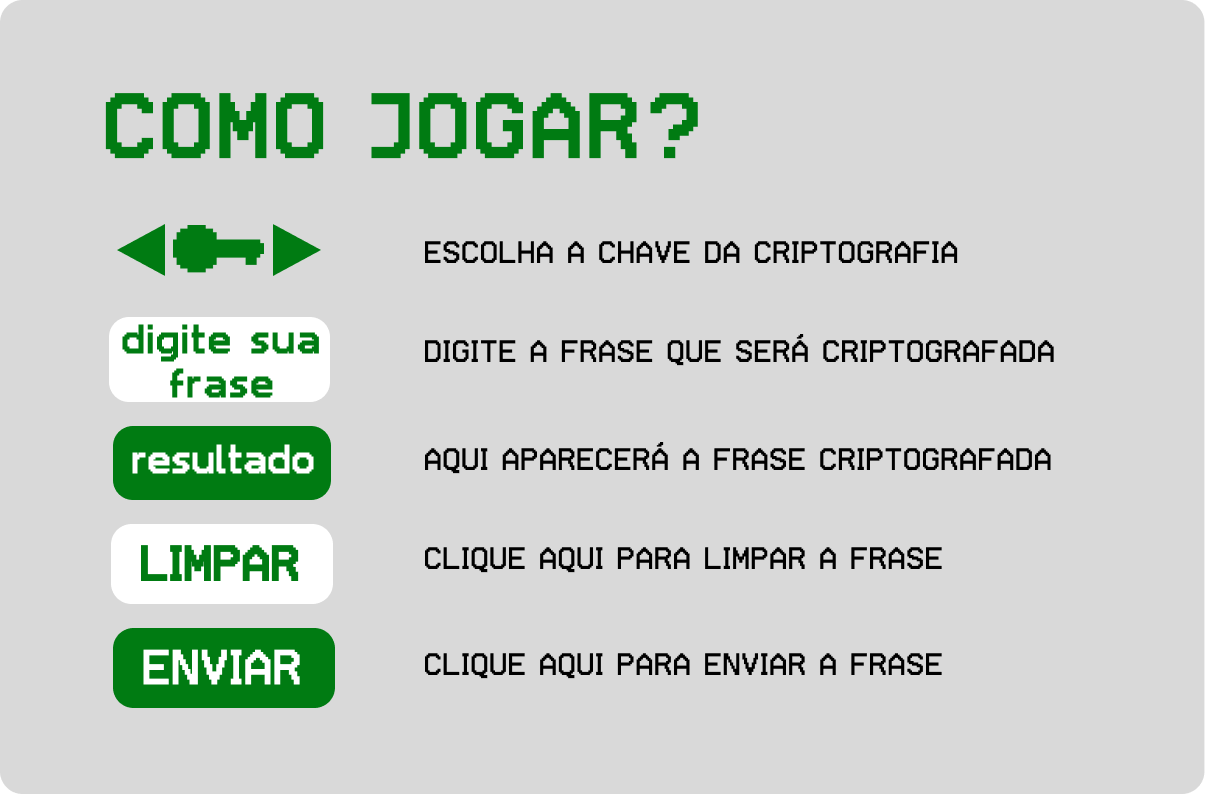 COMO JOGAR?
ESCOLHA A CHAVE DA CRIPTOGRAFIA
digite sua
frase
DIGITE A FRASE QUE SERÁ CRIPTOGRAFADA
resultado
AQUI APARECERÁ A FRASE CRIPTOGRAFADA
LIMPAR
CLIQUE AQUI PARA LIMPAR A FRASE
ENVIAR
CLIQUE AQUI PARA ENVIAR A FRASE